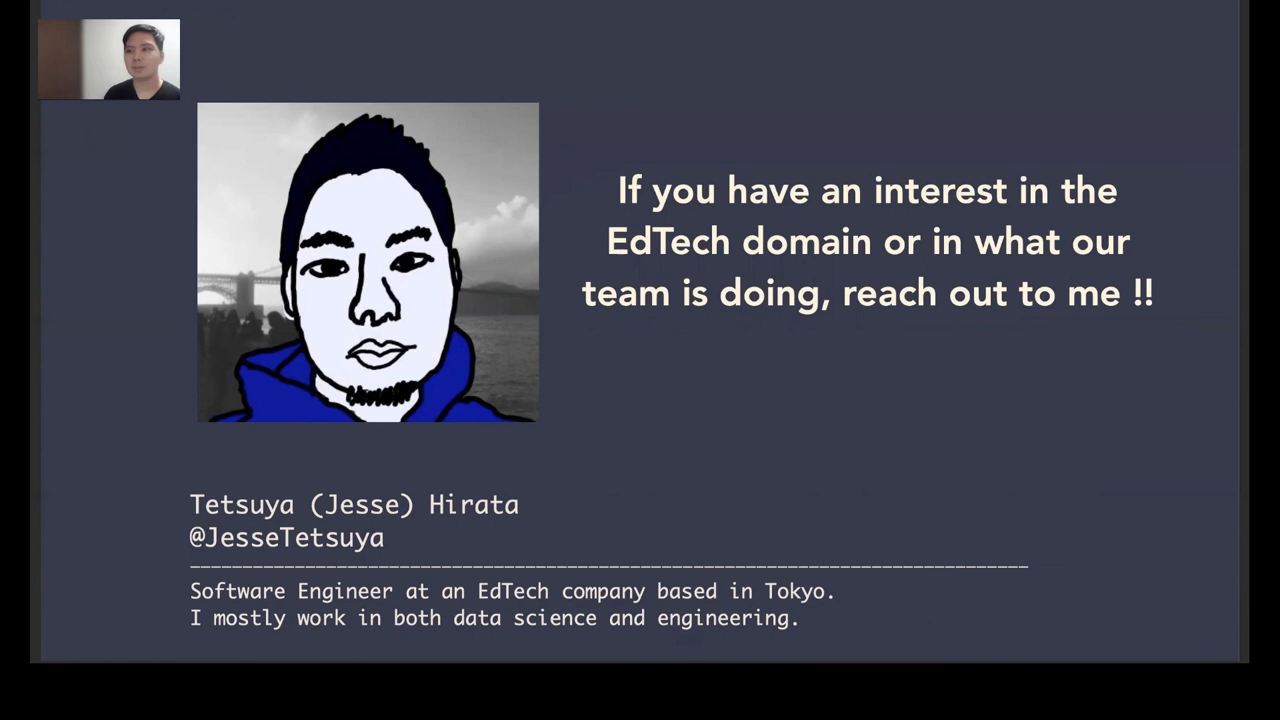 If you have an interest in the
EdTech domain or in what our
team is doing, reach out to me !!
Tetsuya (Jesse) Hirata
@JesseTetsuya
Software Engineer at an EdTech company based in Tokyo.
I mostly work in both data science and engineering.